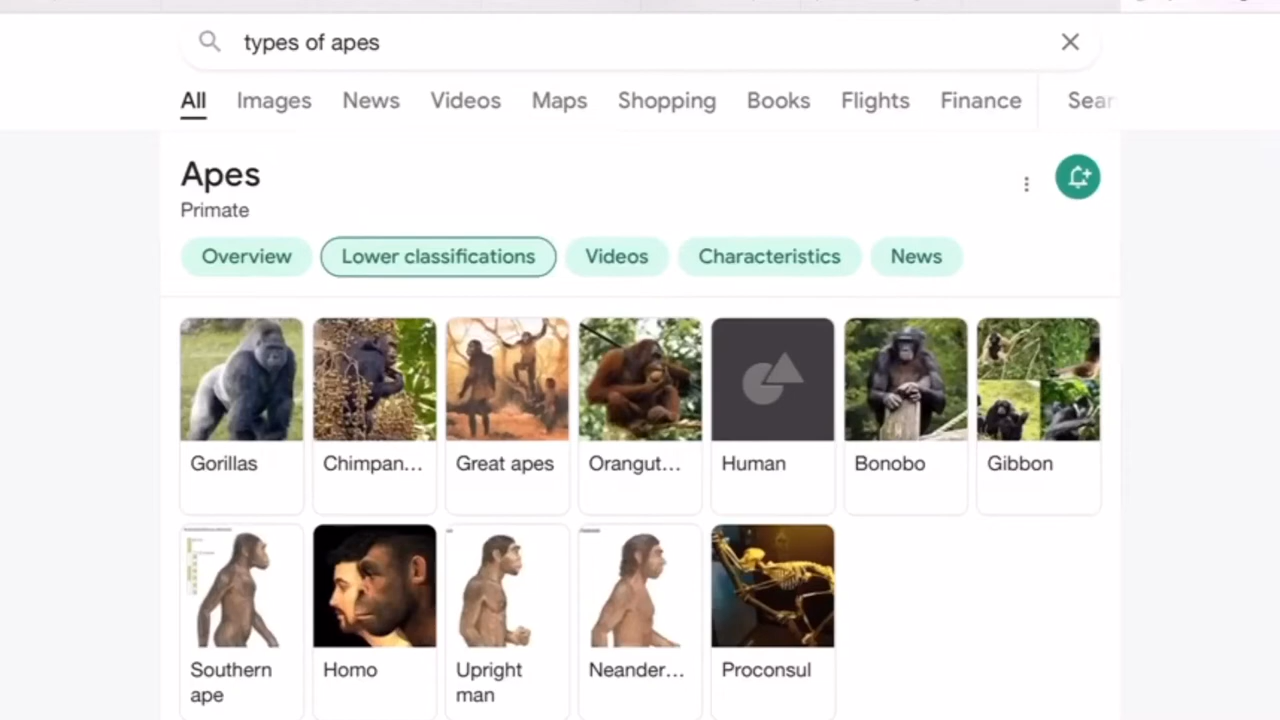 types of apes
All Images News Videos Maps Shopping Books Flights Finance Sear
Apes
Primate
Overview Lower classifications Videos Characteristics News
Gorillas Chimpan... Great apes Orangut... Human Bonobo Gibbon
Southern ape Homo Upright man Neander... Proconsul